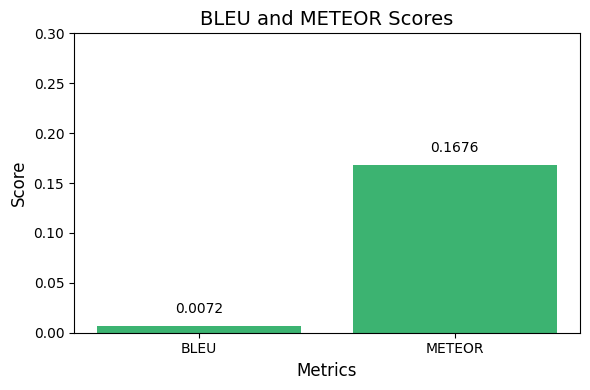 BLEU and METEOR Scores
0.30
0.25
0.20
0.15
0.10
0.05
0.00
Score
0.0072
0.1676
BLEU
METEOR
Metrics